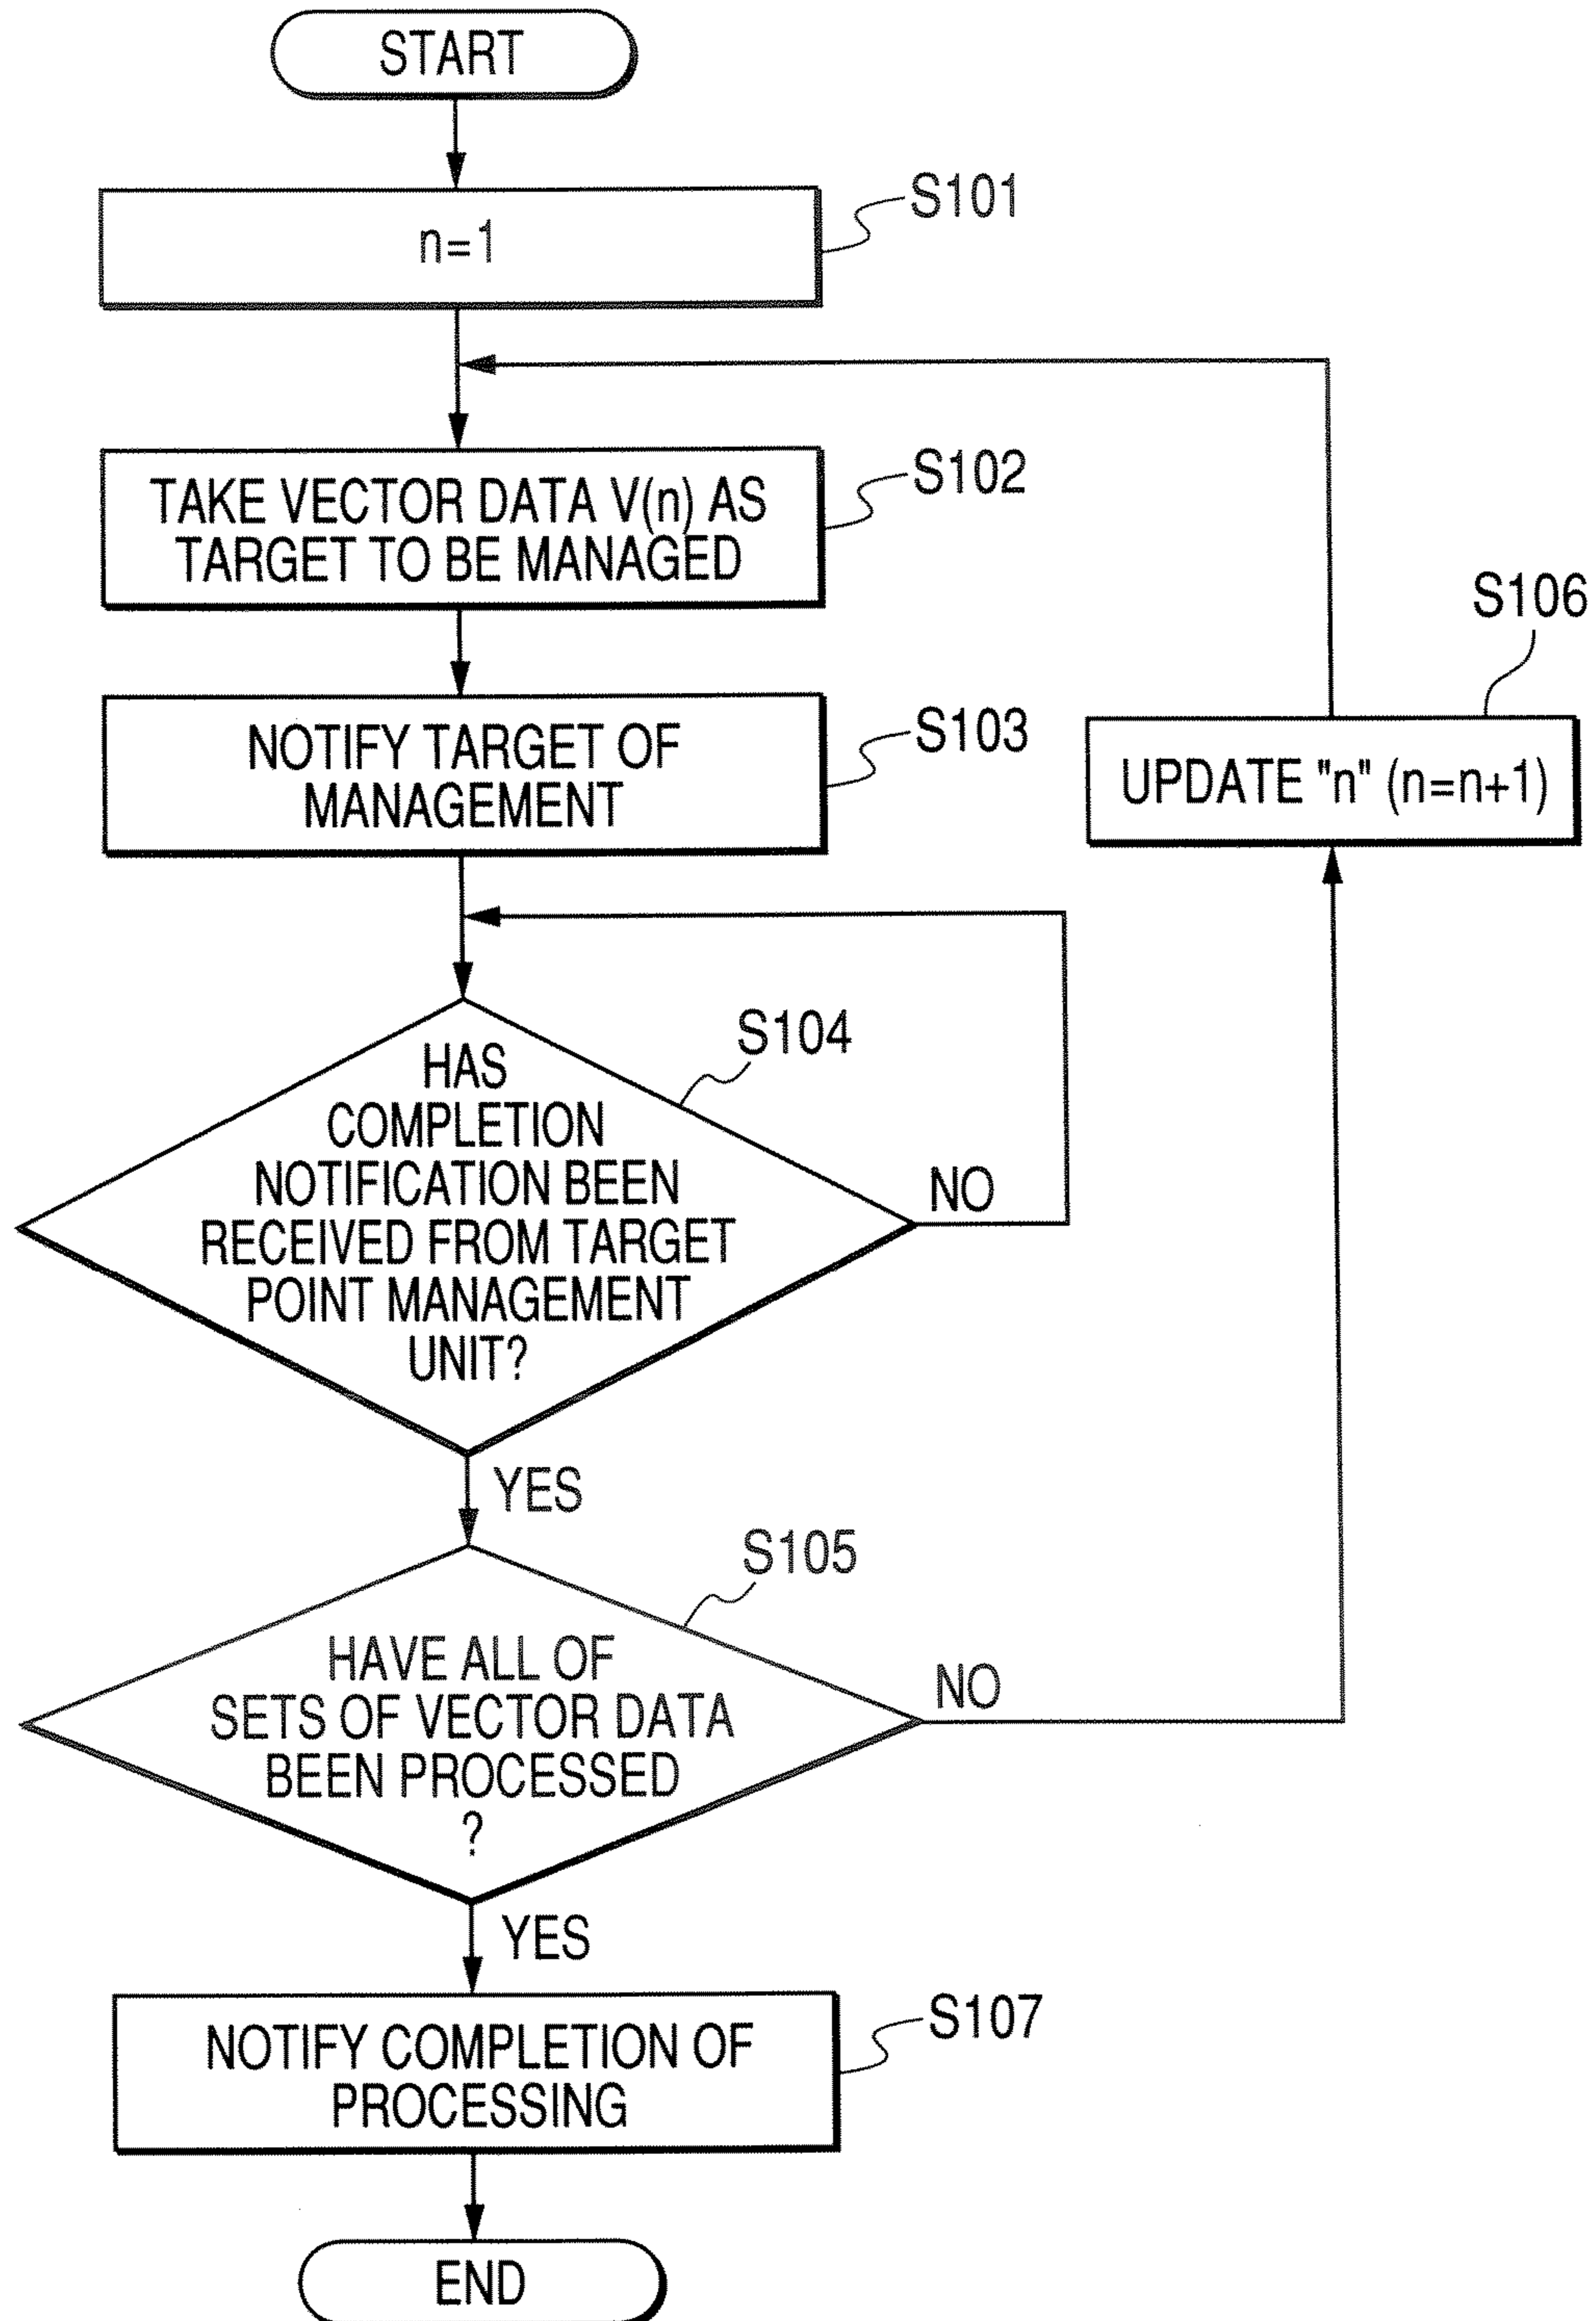 START
n=1
S101
TAKE VECTOR DATA V(n) AS
TARGET TO BE MANAGED
S102
NOTIFY TARGET OF
MANAGEMENT
S103
S106
UPDATE "n" (n=n+1)
HAS
COMPLETION
NOTIFICATION BEEN
RECEIVED FROM TARGET
POINT MANAGEMENT
UNIT?
S104
NO
YES
HAVE ALL OF
SETS OF VECTOR DATA
BEEN PROCESSED
?
S105
NO
YES
NOTIFY COMPLETION OF
PROCESSING
S107
END